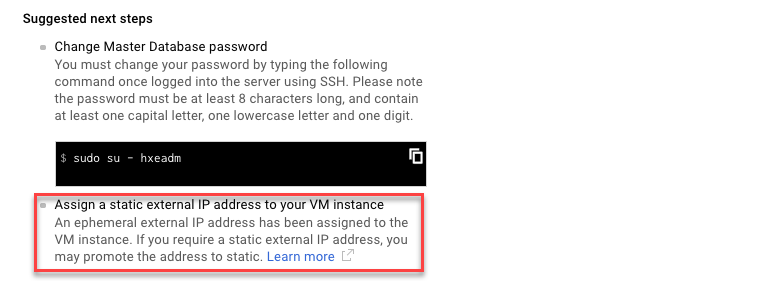 Suggested next steps
Change Master Database password
You must change your password by typing the following
command once logged into the server using SSH. Please note
the password must be at least 8 characters long, and contain
at least one capital letter, one lowercase letter and one digit.
$ sudo su - hxeadm
Assign a static external IP address to your VM instance
An ephemeral external IP address has been assigned to the
VM instance. If you require a static external IP address, you
may promote the address to static. Learn more